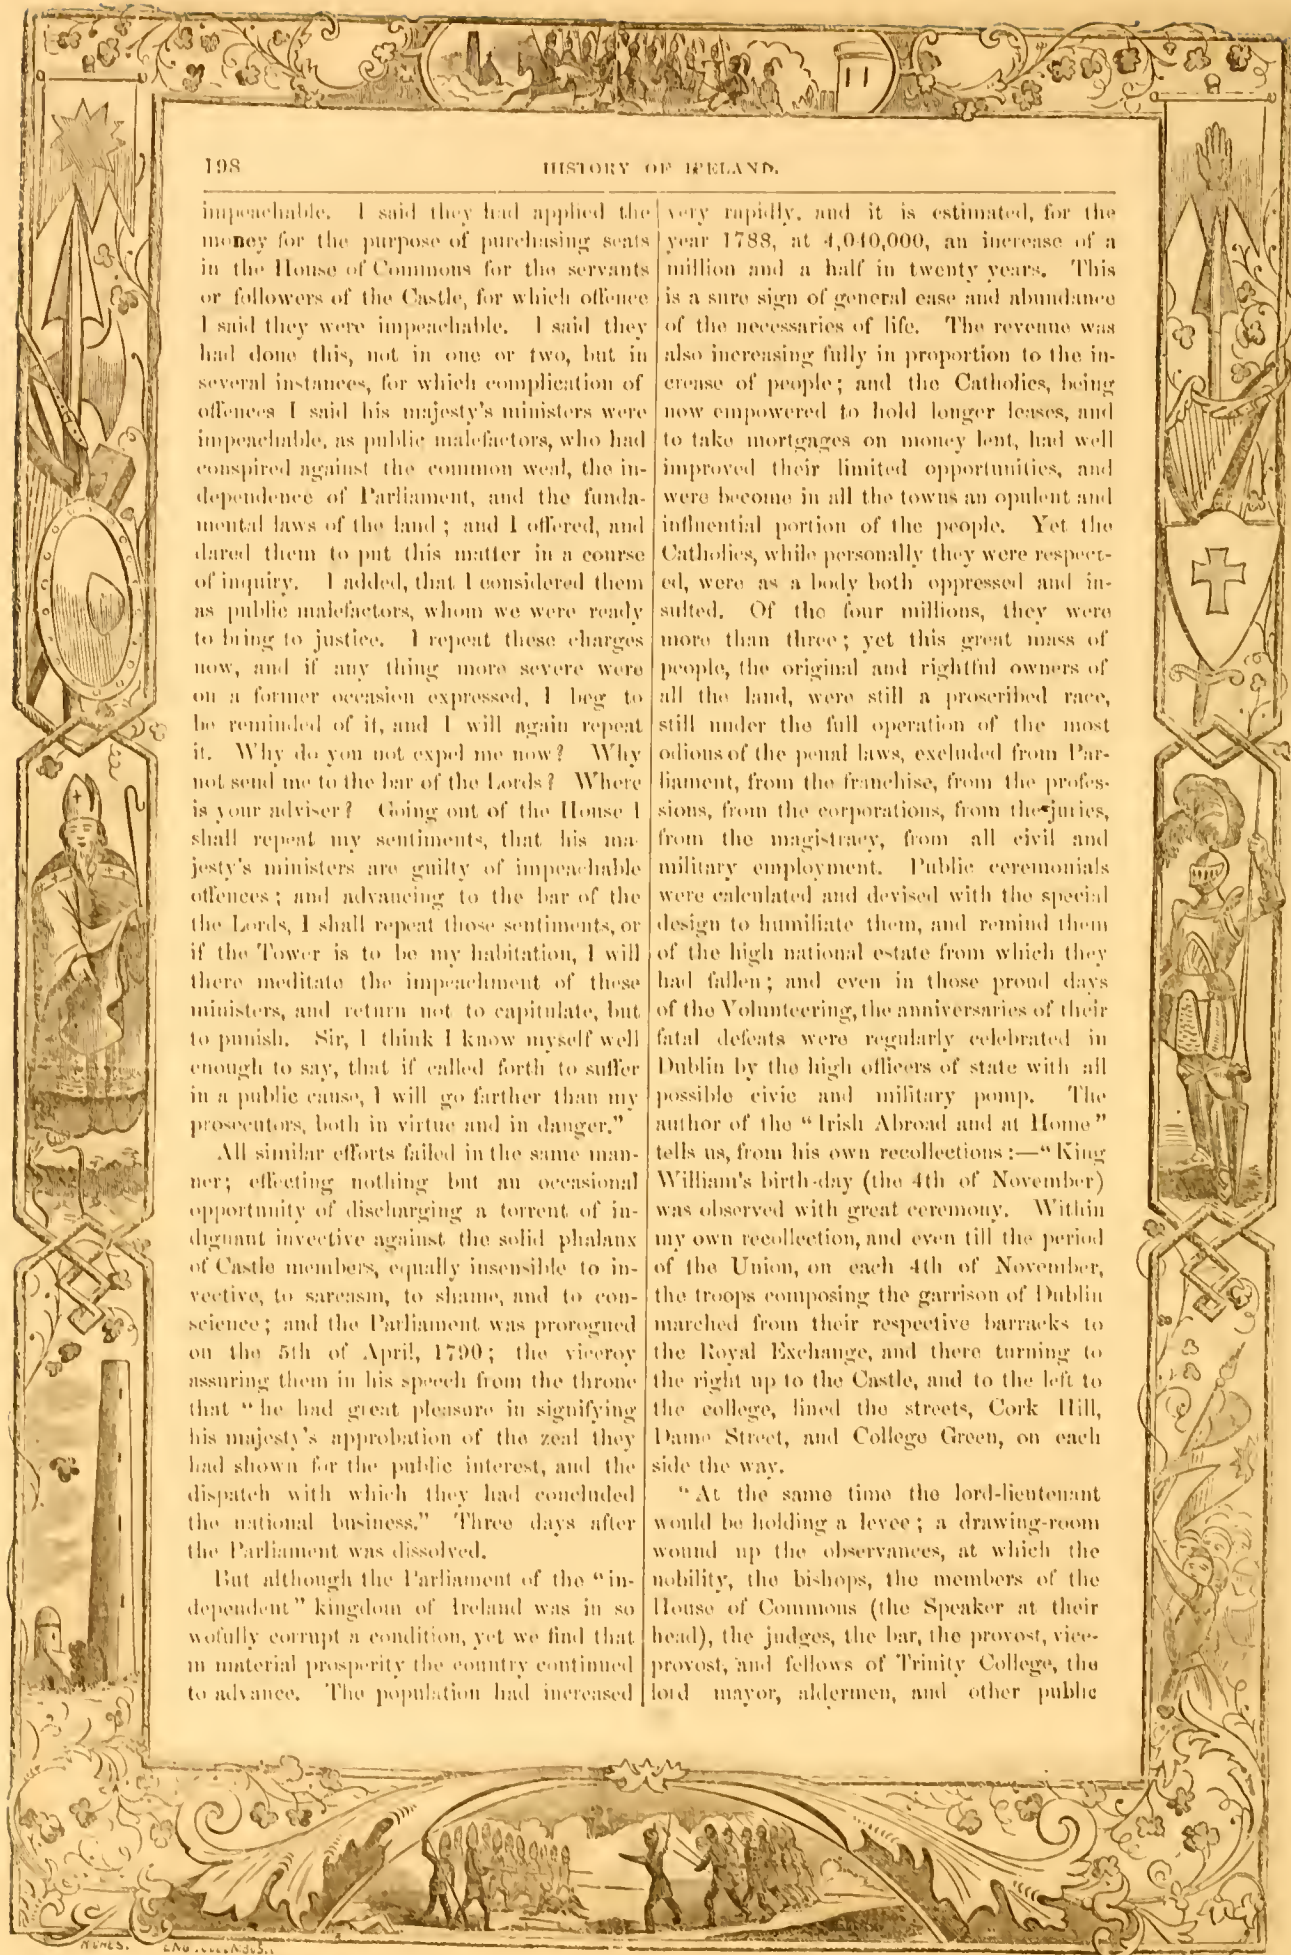 198
HISTORY OF IRELAND.
impeachable. I said they had applied the
money for the purpose of purchasing seats
in the House of Commons for the servants
or followers of the Castle, for which offence
I said they were impeachable. I said they
had done this, not in one or two, but in
several instances, for which complication of
offences I said his majesty's ministers were
impeachable, as public malefactors, who had
conspired against the common weal, the in-
dependence of Parliament, and the funda-
mental laws of the land; and I offered, and
dared them to put this matter in a course
of inquiry. I added, that I considered them
as public malefactors, whom we were ready
to bring to justice. I repeat these charges
now, and if any thing more severe were
on a former occasion expressed, I beg to
be reminded of it, and I will again repeat
it. Why do you not expel me now? Why
not send me to the bar of the Lords? Where
is your adviser? Going out of the House I
shall repeat my sentiments, that his ma-
jesty's ministers are guilty of impeachable
offences; and advancing to the bar of the
the Lords, I shall repeat those sentiments, or
if the Tower is to be my habitation, I will
there meditate the impeachment of these
ministers, and return not to capitulate, but
to punish. Sir, I think I know myself well
enough to say, that if called forth to suffer
in a public cause, I will go farther than my
prosecutors, both in virtue and in danger."
All similar efforts failed in the same man-
ner; effecting nothing but an occasional
opportunity of discharging a torrent of in-
dignant invective against the solid phalanx
of Castle members, equally insensible to in-
vective, to sarcasm, to shame, and to con-
science; and the Parliament was prorogued
on the 5th of April, 1790; the viceroy
assuring them in his speech from the throne
that "he had great pleasure in signifying
his majesty's approbation of the zeal they
had shown for the public interest, and the
dispatch with which they had concluded
the national business." Three days after
the Parliament was dissolved.
But although the Parliament of the "in-
dependent" kingdom of Ireland was in so
wofully corrupt a condition, yet we find that
in material prosperity the country continued
to advance. The population had increased
very rapidly, and it is estimated, for the
year 1788, at 4,040,000, an increase of a
million and a half in twenty years. This
is a sure sign of general ease and abundance
of the necessaries of life. The revenue was
also increasing fully in proportion to the in-
crease of people; and the Catholics, being
now empowered to hold longer leases, and
to take mortgages on money lent, had well
improved their limited opportunities, and
were become in all the towns an opulent and
influential portion of the people. Yet the
Catholics, while personally they were respect-
ed, were as a body both oppressed and in-
sulted. Of the four millions, they were
more than three; yet this great mass of
people, the original and rightful owners of
all the land, were still a proscribed race,
still under the full operation of the most
odious of the penal laws, excluded from Par-
liament, from the franchise, from the profes-
sions, from the corporations, from the juries,
from the magistracy, from all civil and
military employment. Public ceremonials
were calculated and devised with the special
design to humiliate them, and remind them
of the high national estate from which they
had fallen; and even in those proud days
of the Volunteering, the anniversaries of their
fatal defeats were regularly celebrated in
Dublin by the high officers of state with all
possible civic and military pomp. The
author of the "Irish Abroad and at Home"
tells us, from his own recollections:—"King
William's birth-day (the 4th of November)
was observed with great ceremony. Within
my own recollection, and even till the period
of the Union, on each 4th of November,
the troops composing the garrison of Dublin
marched from their respective barracks to
the Royal Exchange, and there turning to
the right up to the Castle, and to the left to
the college, lined the streets, Cork Hill,
Dame Street, and College Green, on each
side the way.
"At the same time the lord-lieutenant
would be holding a levee; a drawing-room
wound up the observances, at which the
nobility, the bishops, the members of the
House of Commons (the Speaker at their
head), the judges, the bar, the provost, vice-
provost, and fellows of Trinity College, the
lord mayor, aldermen, and other public